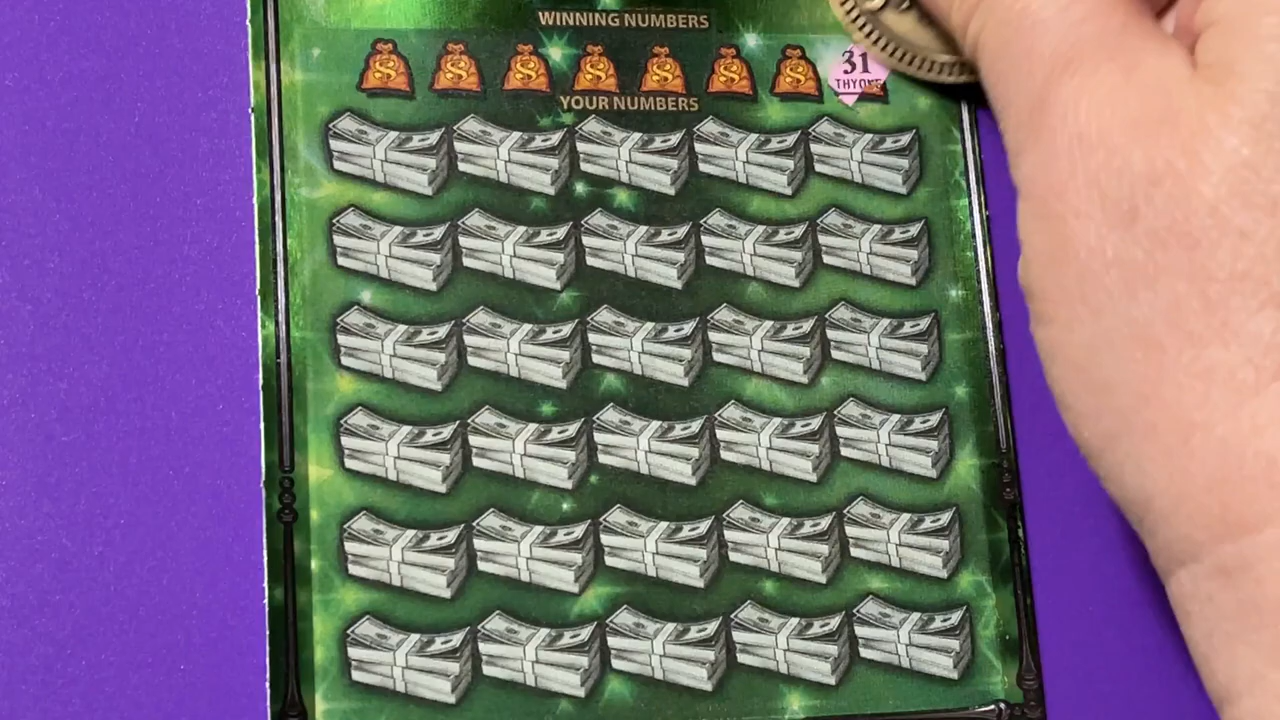 WINNING NUMBERS
$ $ $ $ $ $ $ 31
THYONE
YOUR NUMBERS